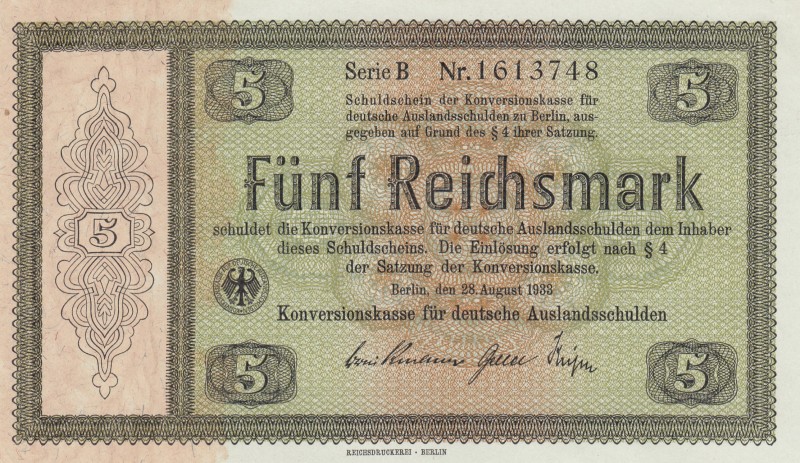 5 Serie B Nr. 1613748 5
Schuldschein der Konversionskasse für
deutsche Auslandsschulden zu Berlin, aus-
gegeben auf Grund des § 4 ihrer Satzung.
Fünf Reichsmark
schuldet die Konversionskasse für deutsche Auslandsschulden dem Inhaber
dieses Schuldscheins. Die Einlösung erfolgt nach § 4
der Satzung der Konversionskasse.
Berlin, den 28. August 1933
Konversionskasse für deutsche Auslandsschulden
5
5 5
REICHSDRUCKEREI · BERLIN